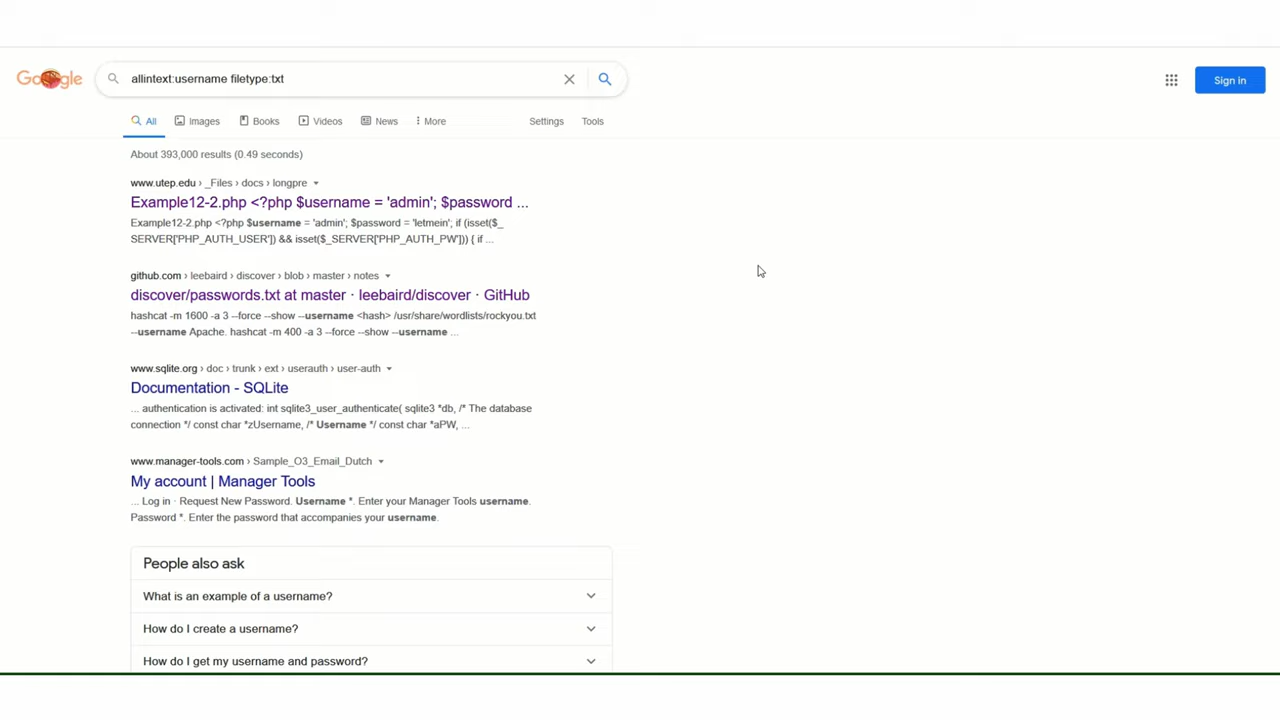 Google
allintext:username filetype:txt
Sign in
All Images Books Videos News More Settings Tools
About 393,000 results (0.49 seconds)
www.utep.edu › _Files › docs › longpre
Example12-2.php <?php $username = 'admin'; $password ...
Example12-2.php <?php $username = 'admin'; $password = 'letmein'; if (isset($_
SERVER['PHP_AUTH_USER']) && isset($_SERVER['PHP_AUTH_PW'])) { if ...
github.com › leebaird › discover › blob › master › notes
discover/passwords.txt at master · leebaird/discover · GitHub
hashcat -m 1600 -a 3 --force --show --username <hash> /usr/share/wordlists/rockyou.txt
--username Apache. hashcat -m 400 -a 3 --force --show --username ...
www.sqlite.org › doc › trunk › ext › userauth › user-auth
Documentation - SQLite
... authentication is activated: int sqlite3_user_authenticate( sqlite3 *db, /* The database
connection */ const char *zUsername, /* Username */ const char *aPW, ...
www.manager-tools.com › Sample_O3_Email_Dutch
My account | Manager Tools
... Log in · Request New Password. Username *. Enter your Manager Tools username.
Password *. Enter the password that accompanies your username.
People also ask
What is an example of a username?
How do I create a username?
How do I get my username and password?